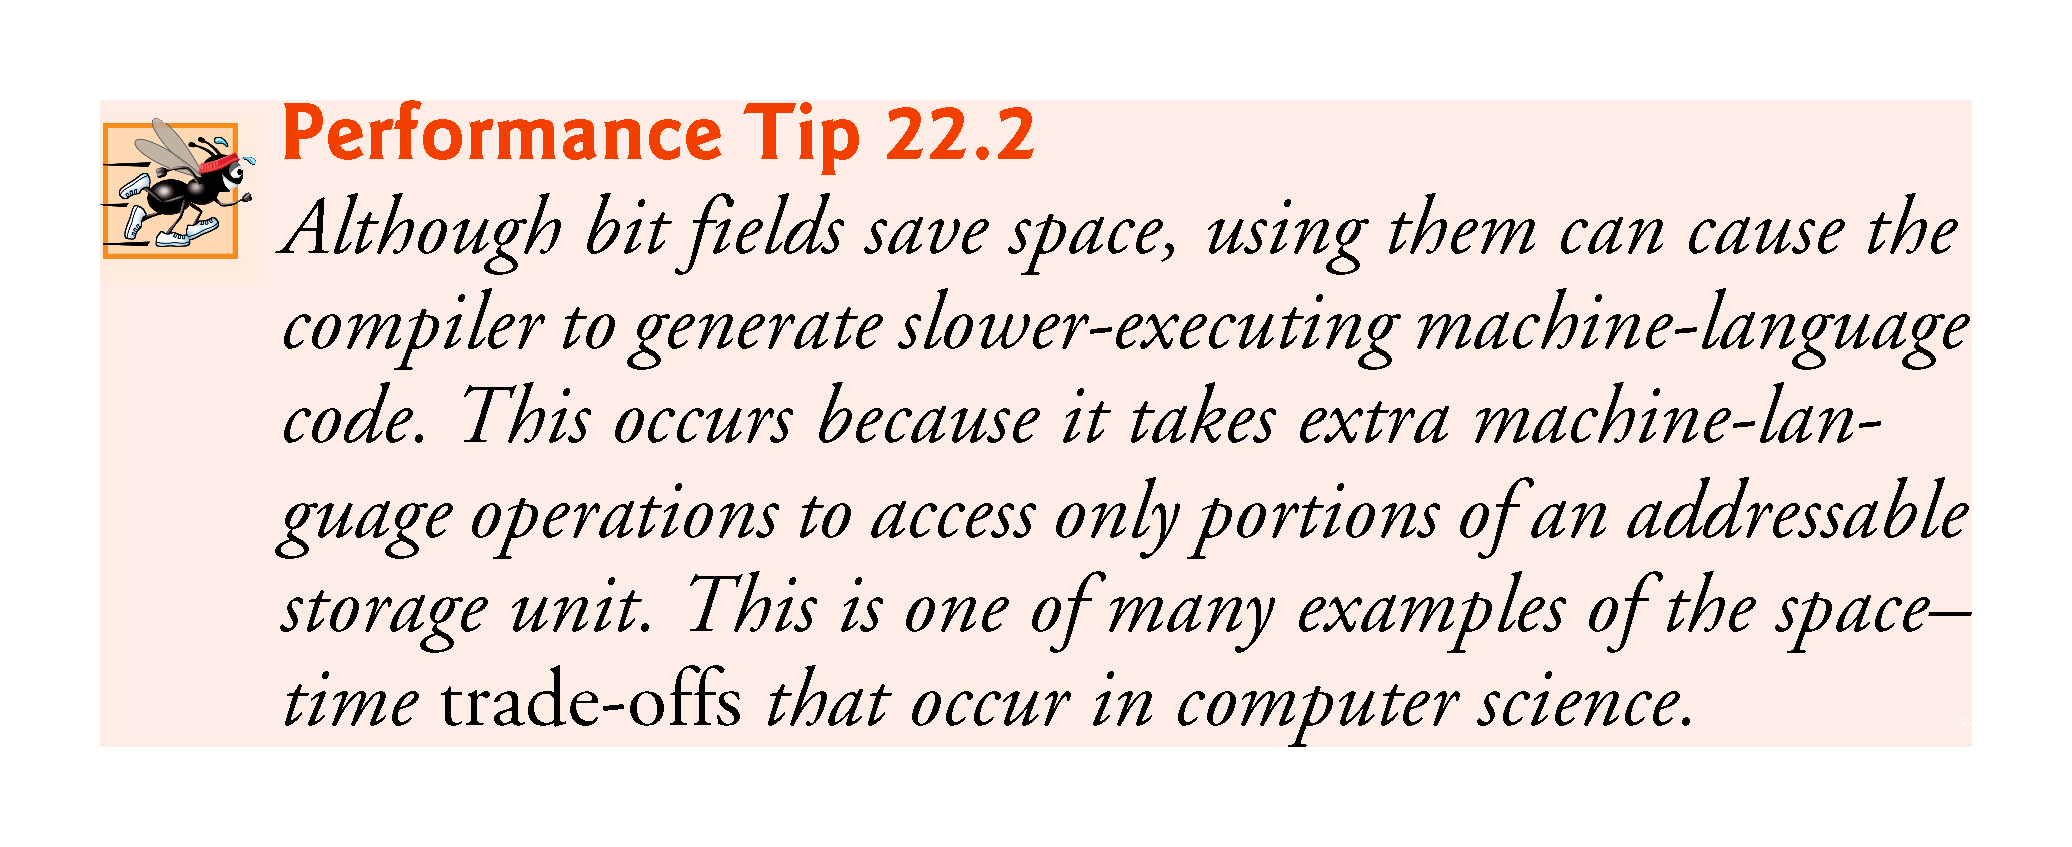 Performance Tip 22.2
Although bit fields save space, using them can cause the
compiler to generate slower-executing machine-language
code. This occurs because it takes extra machine-lan-
guage operations to access only portions of an addressable
storage unit. This is one of many examples of the space–
time trade-offs that occur in computer science.